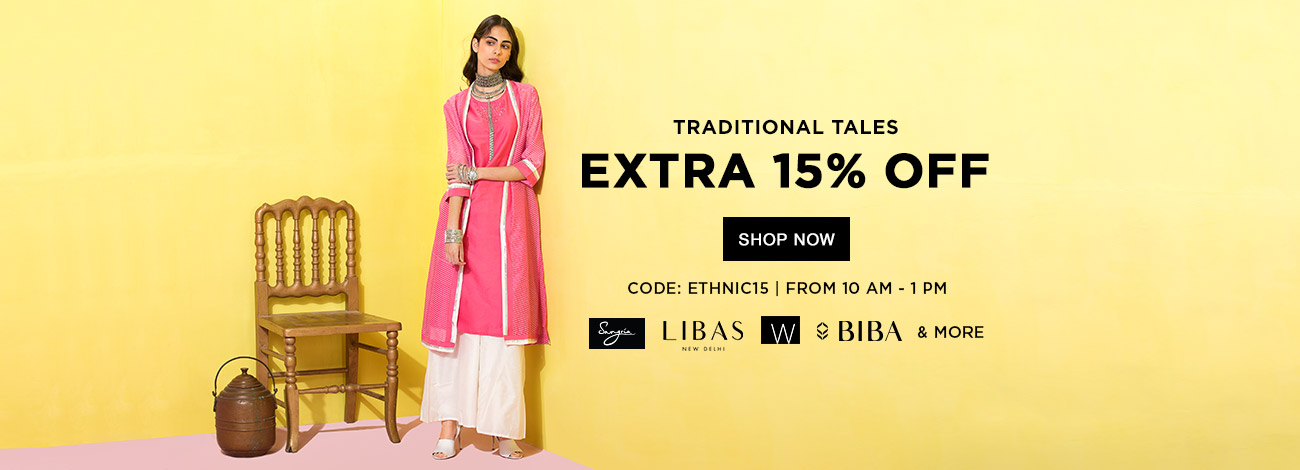 TRADITIONAL TALES
EXTRA 15% OFF
SHOP NOW
CODE: ETHNIC15 | FROM 10 AM - 1 PM
Sangria LIBAS W BIBA & MORE
NEW DELHI